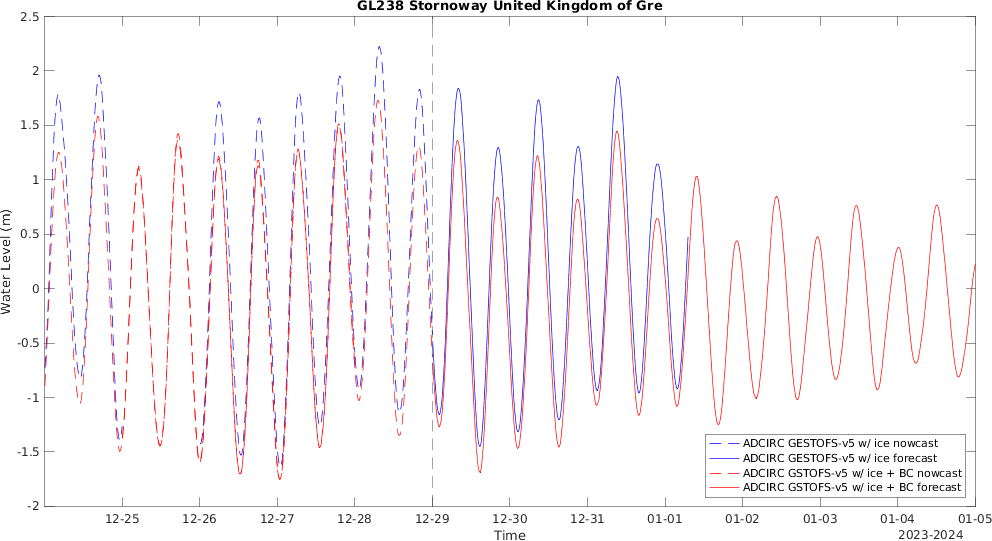 GL238 Stornoway United Kingdom of Gre
2.5
2
1.5
1
0.5
0
-0.5
-1
-1.5
-2
Water Level (m)
12-25 12-26 12-27 12-28 12-29 12-30 12-31 01-01 01-02 01-03 01-04 01-05
Time
2023-2024
ADCIRC GESTOFS-v5 w/ ice nowcast
ADCIRC GESTOFS-v5 w/ ice forecast
ADCIRC GSTOFS-v5 w/ ice + BC nowcast
ADCIRC GSTOFS-v5 w/ ice + BC forecast